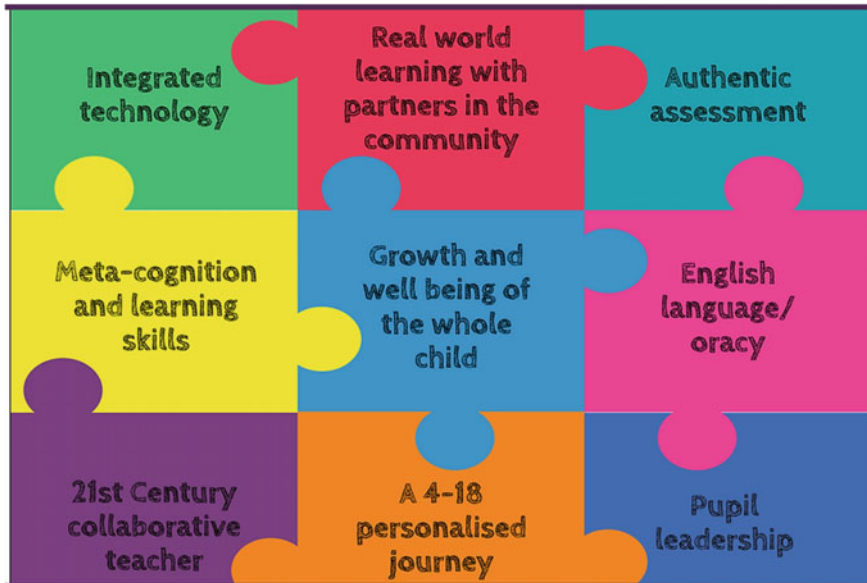 Integrated
technology
Real world
learning with
partners in the
community
Authentic
assessment
Meta-cognition
and learning
skills
Growth and
well being of
the whole
child
English
language/
oracy
21st Century
collaborative
teacher
A 4-18
personalised
journey
Pupil
leadership